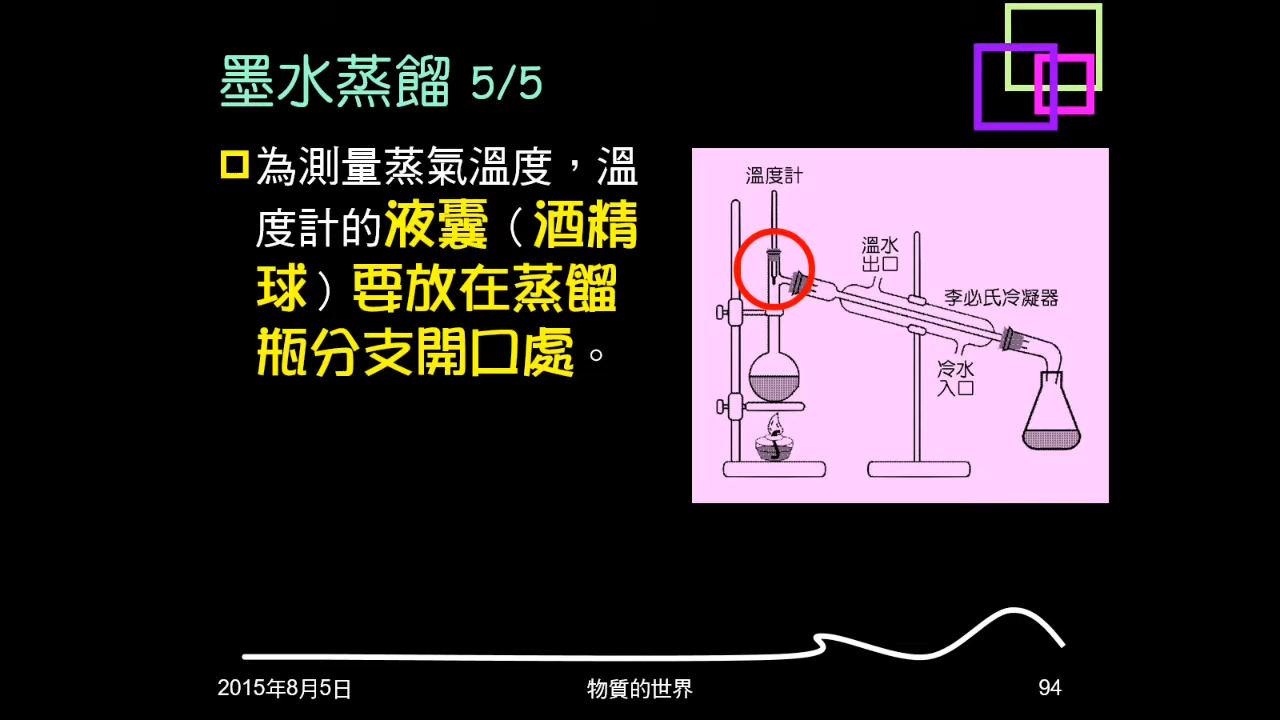 墨水蒸餾 5/5
為測量蒸氣溫度，溫
度計的液囊（酒精
球）要放在蒸餾
瓶分支開口處。
溫度計
溫水
出口
李必氏冷凝器
冷水
入口
2015年8月5日
物質的世界
94